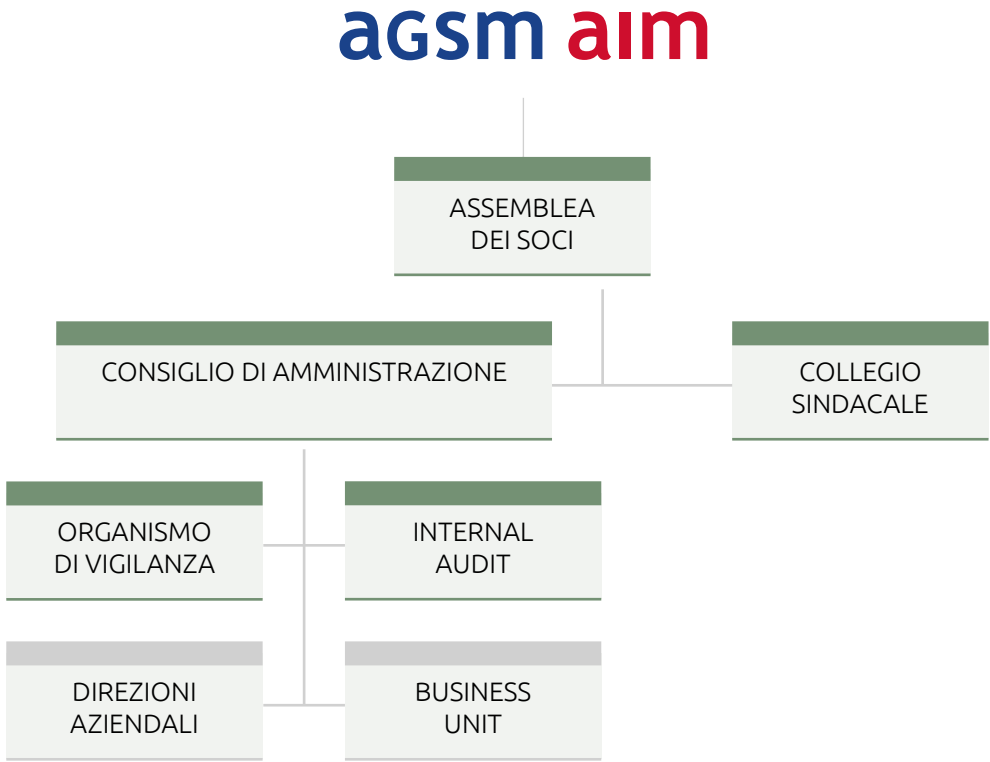 aGsm aim
ASSEMBLEA
DEI SOCI
CONSIGLIO DI AMMINISTRAZIONE
COLLEGIO
SINDACALE
ORGANISMO
DI VIGILANZA
INTERNAL
AUDIT
DIREZIONI
AZIENDALI
BUSINESS
UNIT